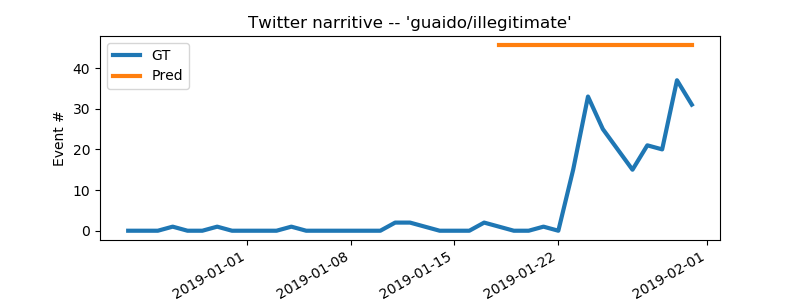 Twitter narritive -- 'guaido/illegitimate'
GT
Pred
Event #
40
30
20
10
0
2019-01-01
2019-01-08
2019-01-15
2019-01-22
2019-02-01